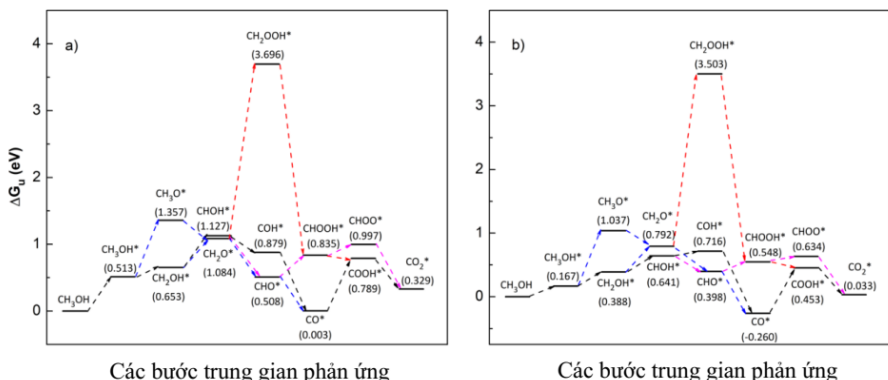 a)
ΔGᵤ (eV)
4
3
2
1
0
CH₃OH
CH₃OH*
(0.513)
CH₃O*
(1.357)
CH₂OH*
(0.653)
CHOH*
(1.127)
CH₂O*
(1.084)
CH₂OOH*
(3.696)
COH*
(0.879)
CHO*
(0.508)
CHOOH*
(0.835)
CO*
(0.003)
CHOO*
(0.997)
COOH*
(0.789)
CO₂*
(0.329)
Các bước trung gian phản ứng
b)
4
3
2
1
0
CH₃OH
CH₃OH*
(0.167)
CH₃O*
(1.037)
CH₂OH*
(0.388)
CH₂O*
(0.792)
CHOH*
(0.641)
CH₂OOH*
(3.503)
COH*
(0.716)
CHO*
(0.398)
CHOOH*
(0.548)
CO*
(-0.260)
CHOO*
(0.634)
COOH*
(0.453)
CO₂*
(0.033)
Các bước trung gian phản ứng